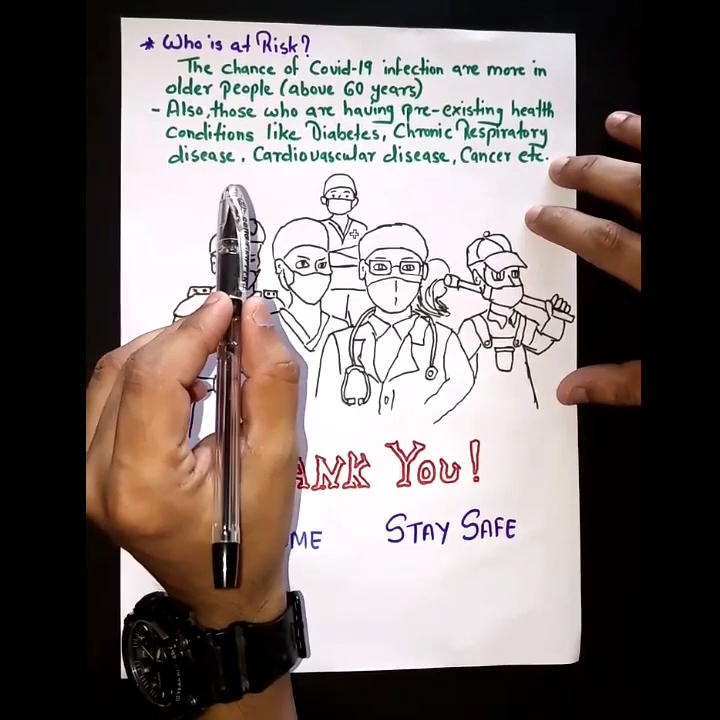 * Who is at Risk?
The chance of Covid-19 infection are more in
older People (above 60 years)
- Also, those who are having pre-existing health
conditions like Diabetes, Chronic Respiratory
disease, Cardiovascular disease, Cancer etc.
ANK YOU!
ME STAY SAFE